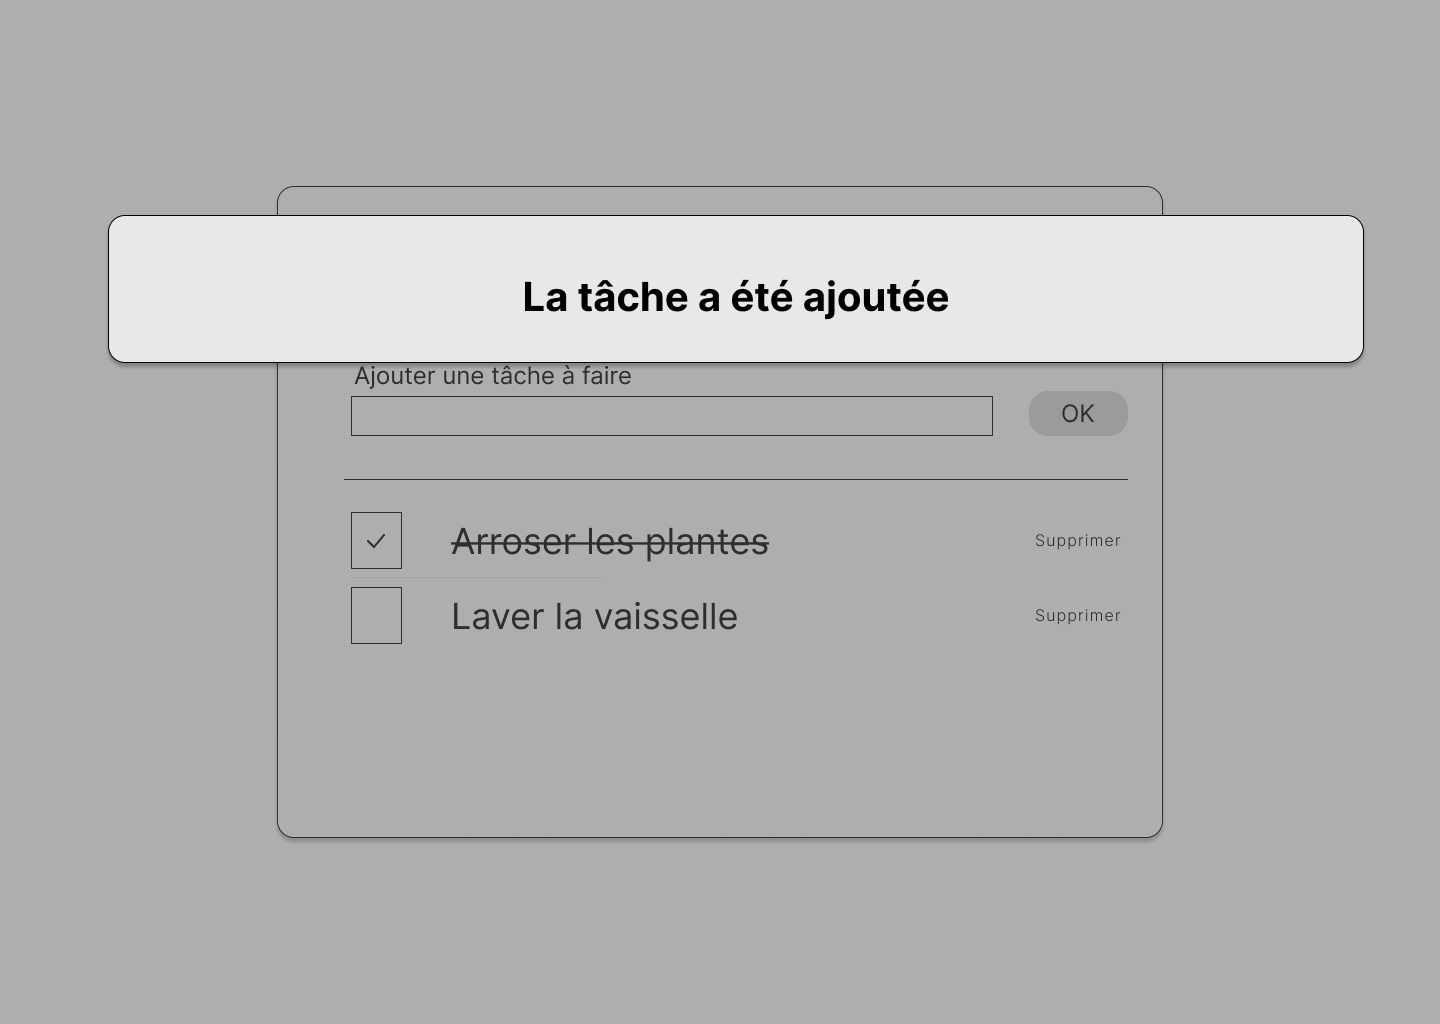 La tâche a été ajoutée
Ajouter une tâche à faire
OK
Arroser les plantes
Supprimer
Laver la vaisselle
Supprimer